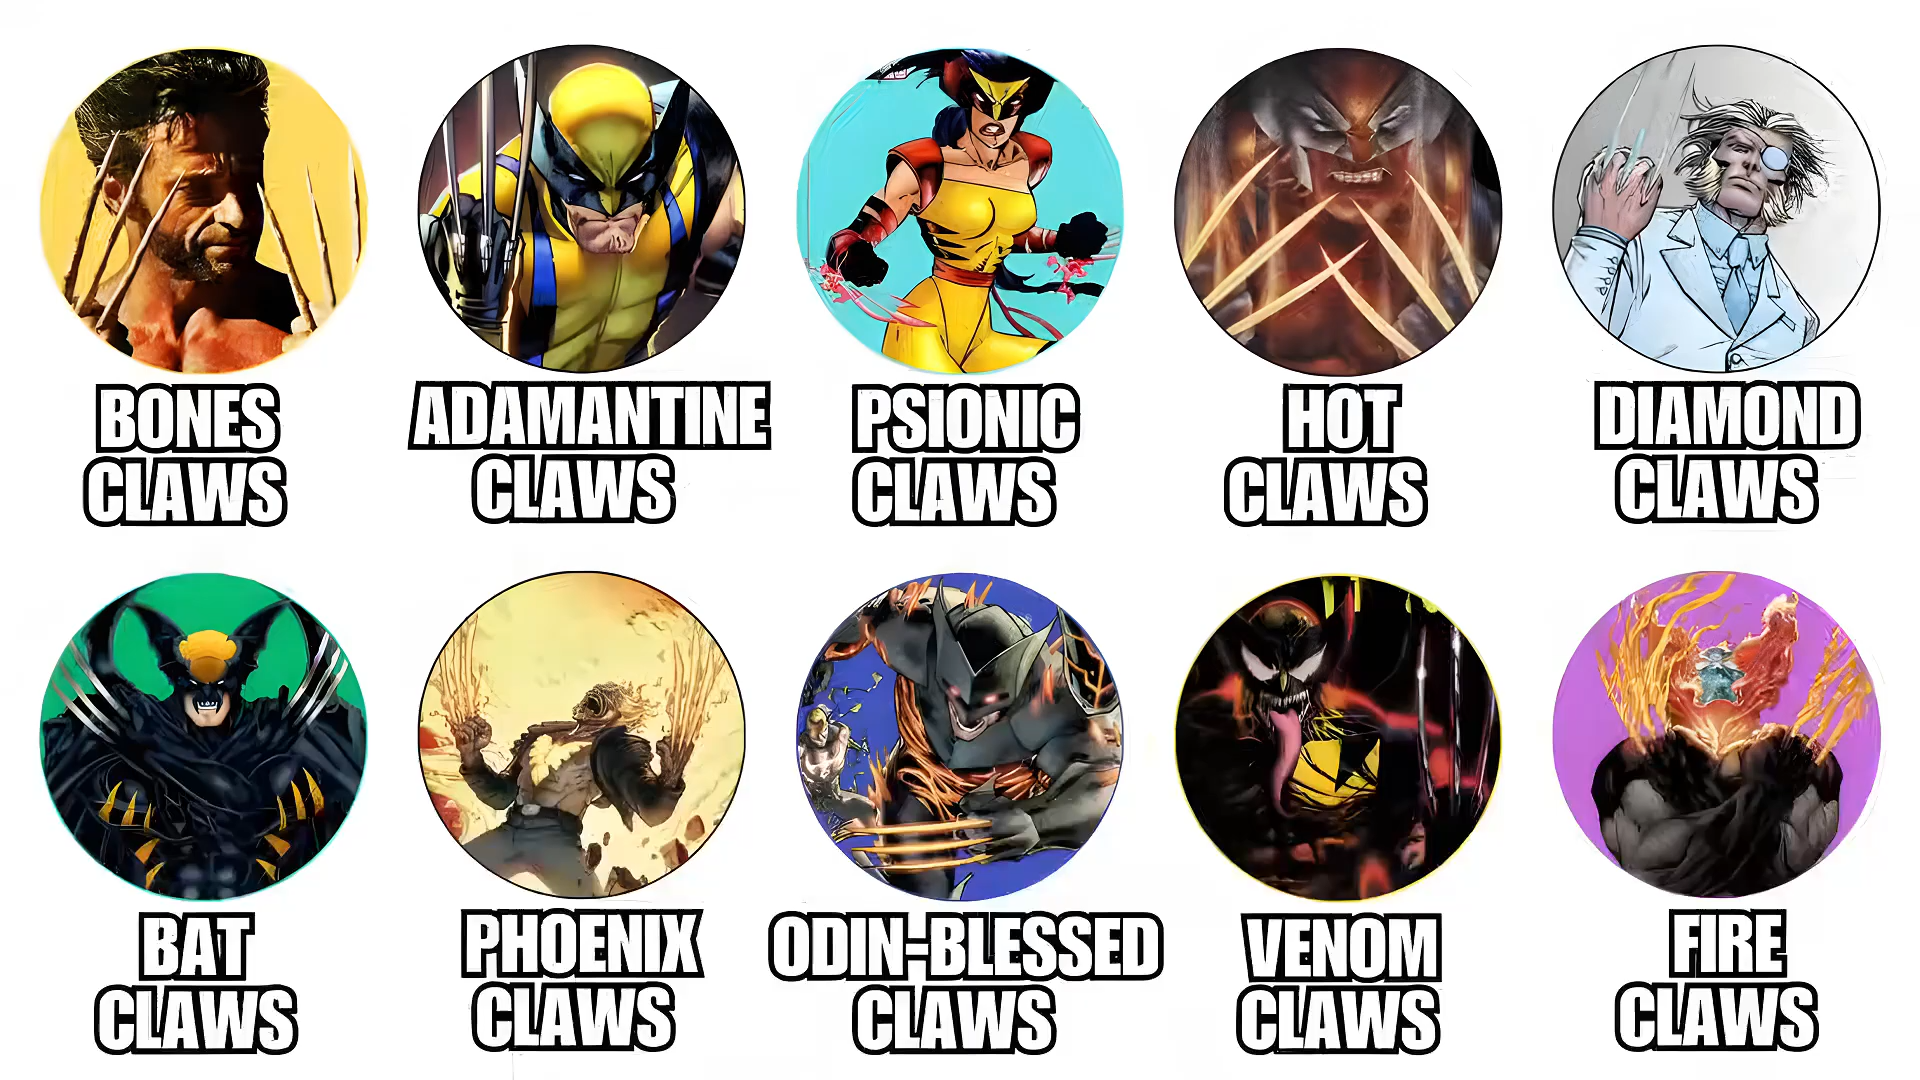 BONES
CLAWS
ADAMANTINE
CLAWS
PSIONIC
CLAWS
HOT
CLAWS
DIAMOND
CLAWS
BAT
CLAWS
PHOENIX
CLAWS
ODIN-BLESSED
CLAWS
VENOM
CLAWS
FIRE
CLAWS